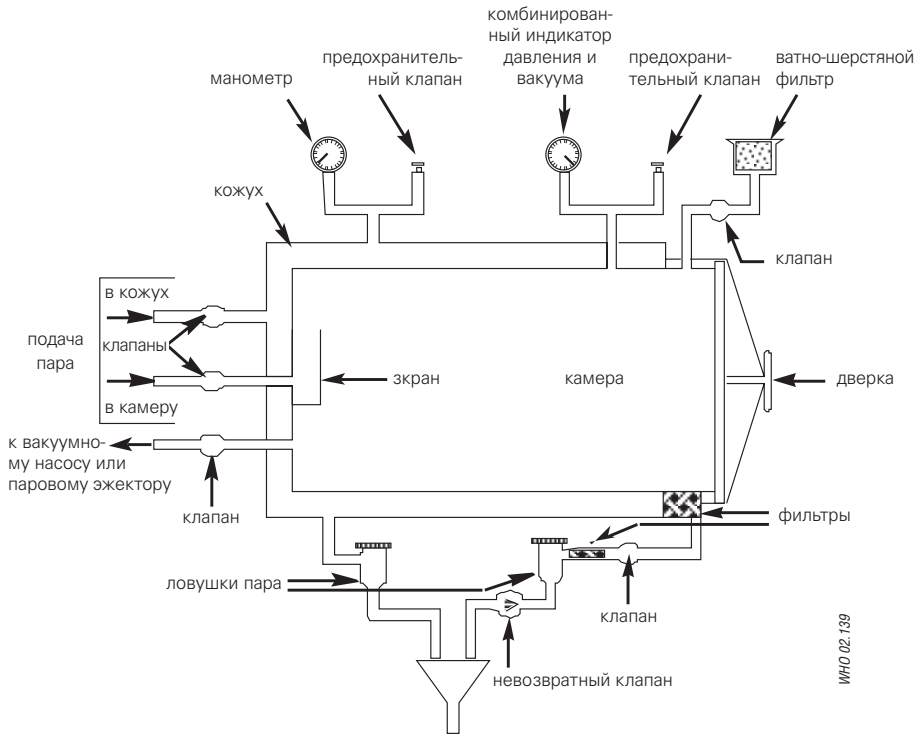 комбинирован-
ный индикатор
давления и
вакуума
предохранитель-
ный клапан
манометр
предохрани-
тельный клапан
ватно-шерстяной
фильтр
кожух
клапан
в кожух
подача
пара
клапаны
в камеру
зкран
камера
дверка
к вакуумно-
му насосу или
паровому эжектору
клапан
фильтры
ловушки пара
клапан
невозвратный клапан
WHO 02.139